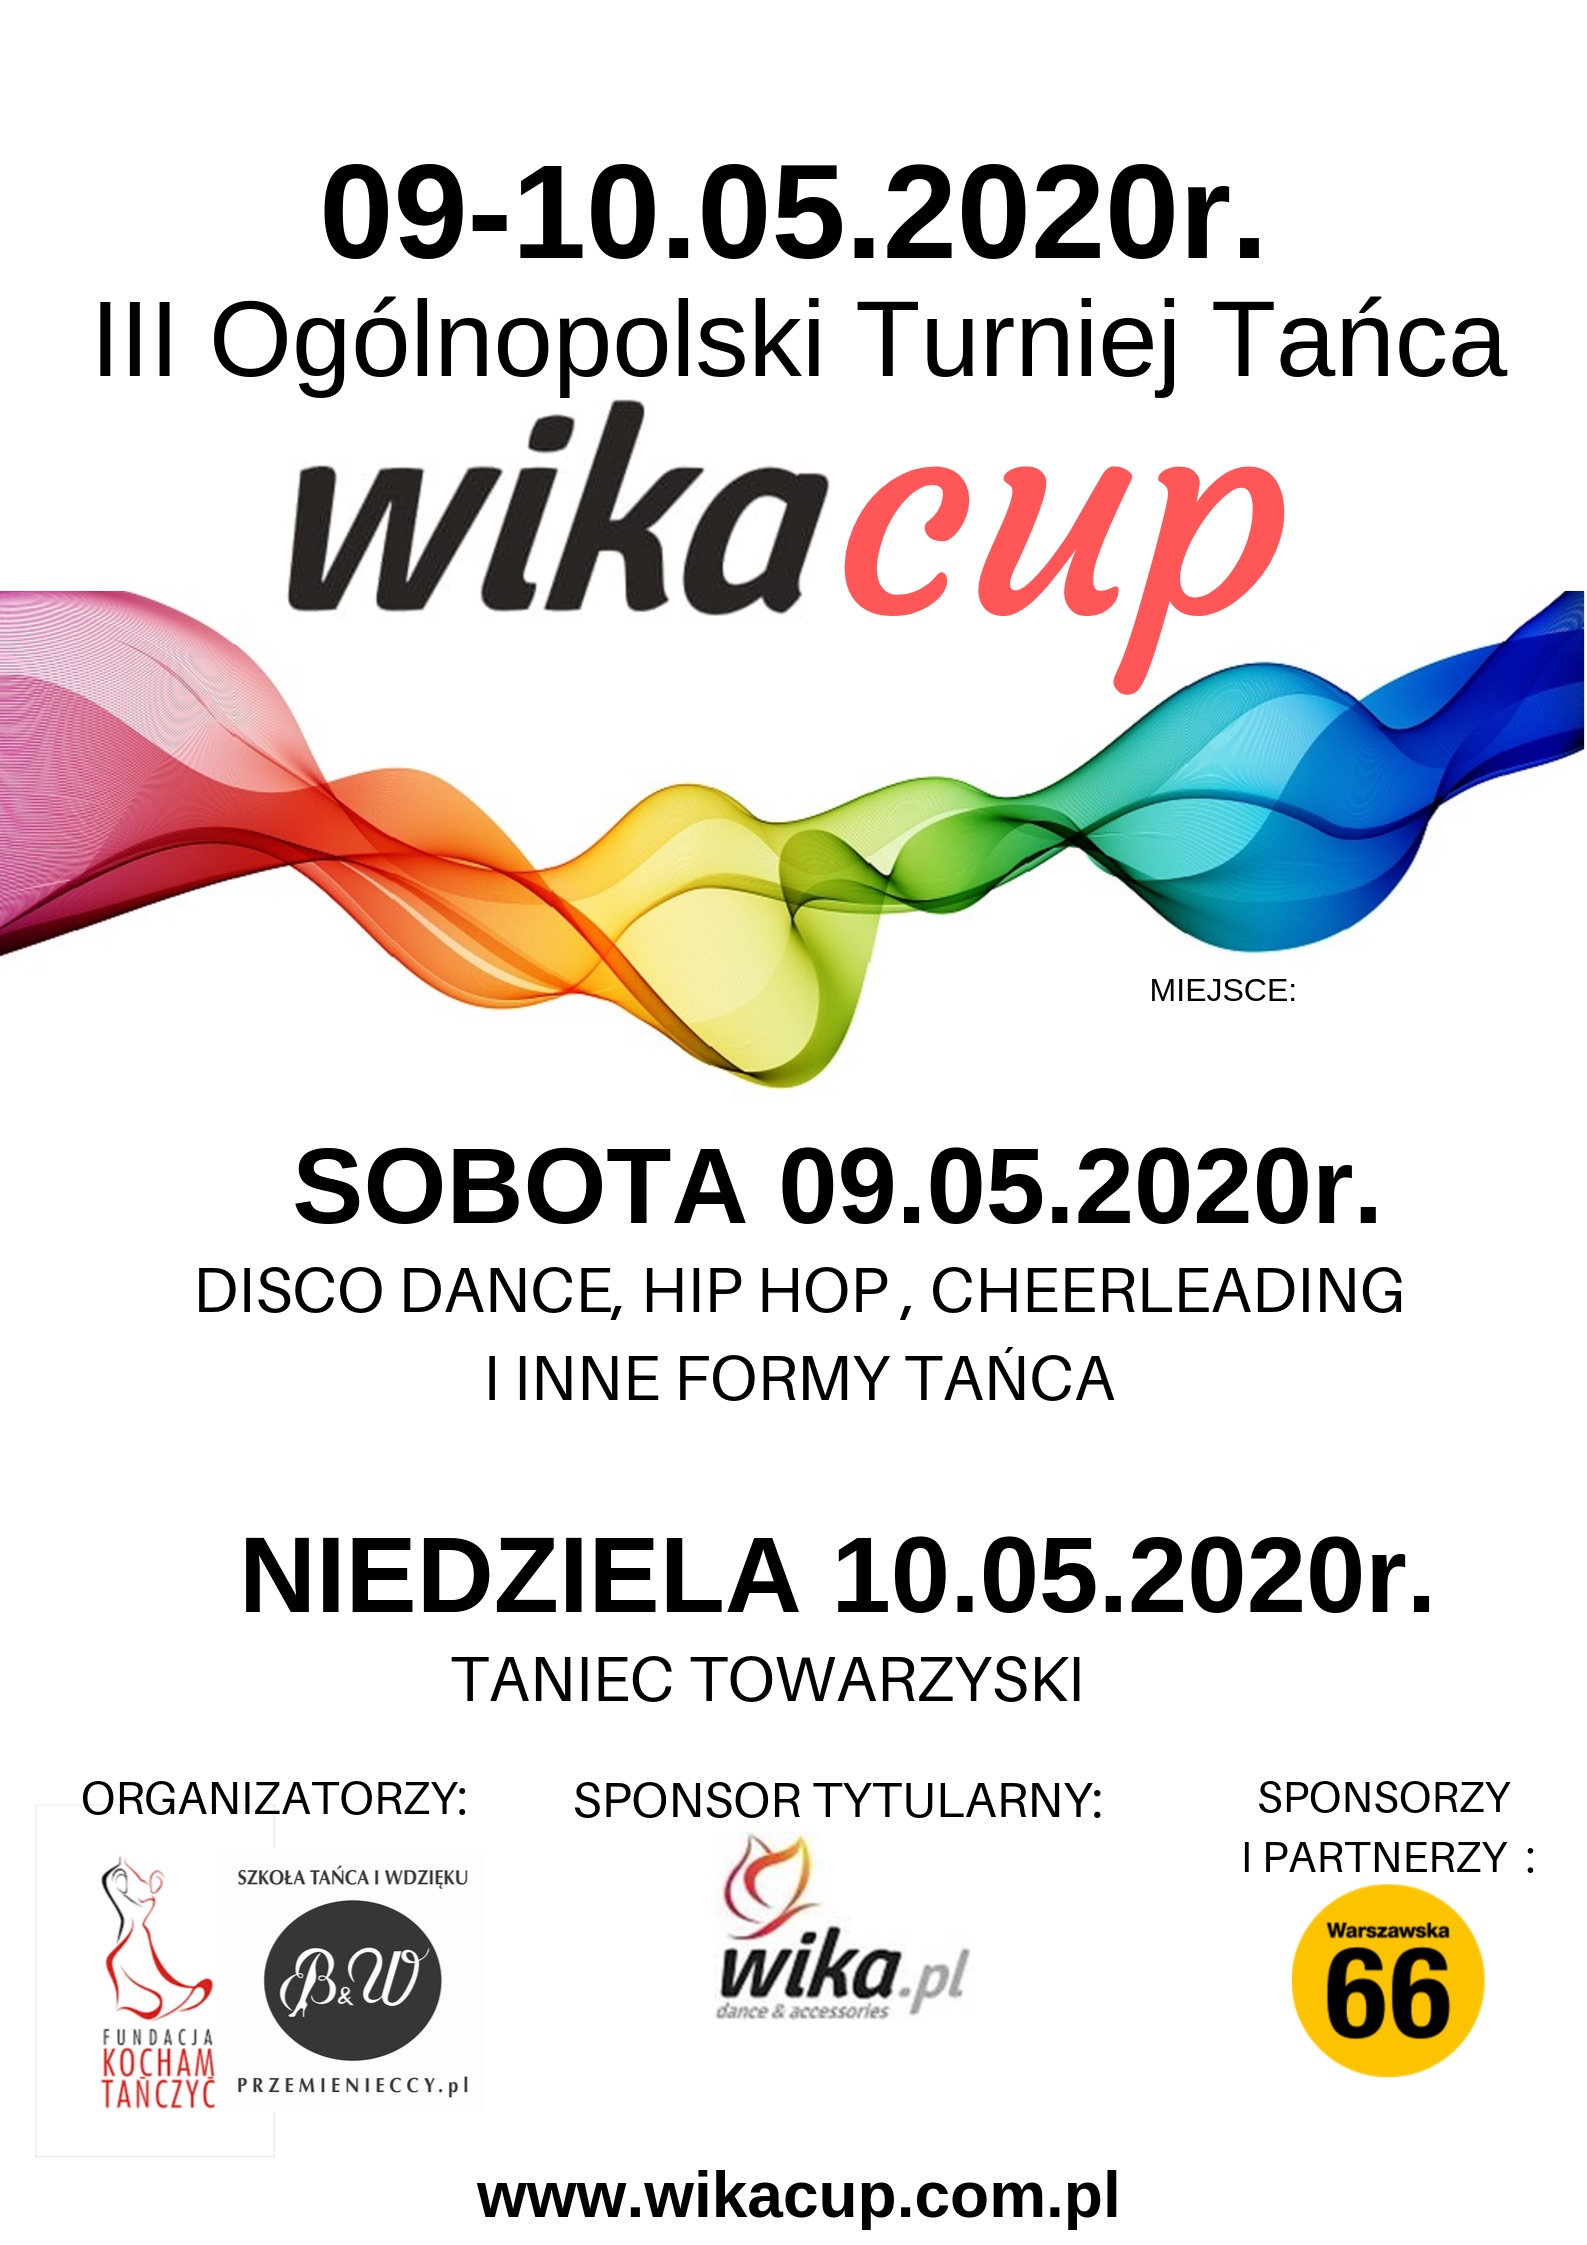 09-10.05.2020r.
III Ogólnopolski Turniej Tańca
wikacup
MIEJSCE:
SOBOTA 09.05.2020r.
DISCO DANCE, HIP HOP , CHEERLEADING
I INNE FORMY TAŃCA
NIEDZIELA 10.05.2020r.
TANIEC TOWARZYSKI
ORGANIZATORZY:
FUNDACJA
KOCHAM
TAŃCZYĆ
SZKOŁA TAŃCA I WDZIĘKU
B&W
PRZEMIENIECCY.pl
SPONSOR TYTULARNY:
wika.pl
dance & accessories
SPONSORZY
I PARTNERZY :
Warszawska
66
www.wikacup.com.pl